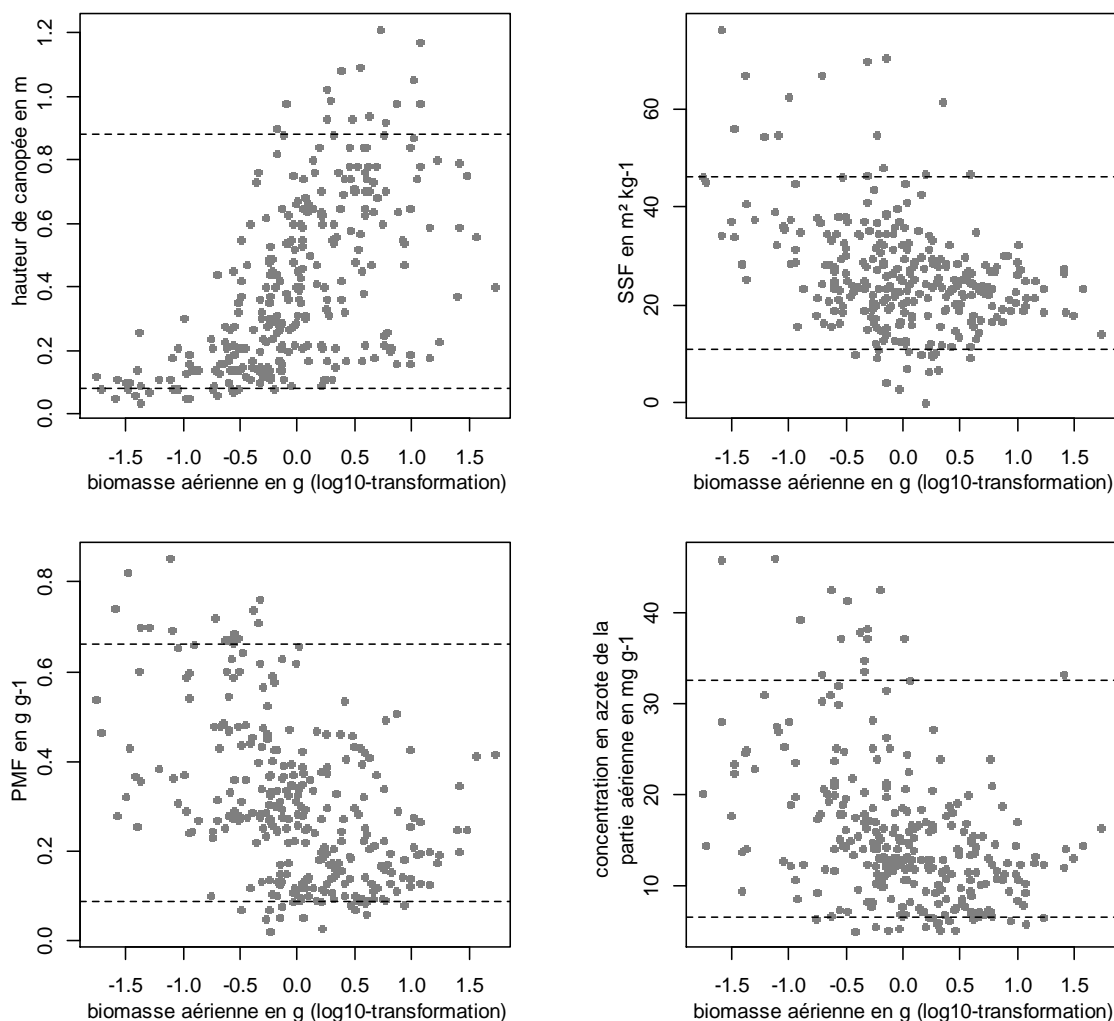 hauteur de canopée en m
0.0 0.2 0.4 0.6 0.8 1.0 1.2
-1.5 -1.0 -0.5 0.0 0.5 1.0 1.5
biomasse aérienne en g (log10-transformation)
SSF en m² kg-1
0 20 40 60
-1.5 -1.0 -0.5 0.0 0.5 1.0 1.5
biomasse aérienne en g (log10-transformation)
PMF en g g-1
0.0 0.2 0.4 0.6 0.8
-1.5 -1.0 -0.5 0.0 0.5 1.0 1.5
biomasse aérienne en g (log10-transformation)
concentration en azote de la
partie aérienne en mg g-1
10 20 30 40
-1.5 -1.0 -0.5 0.0 0.5 1.0 1.5
biomasse aérienne en g (log10-transformation)